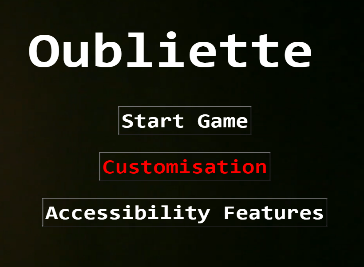 Oubliette
Start Game
Customisation
Accessibility Features